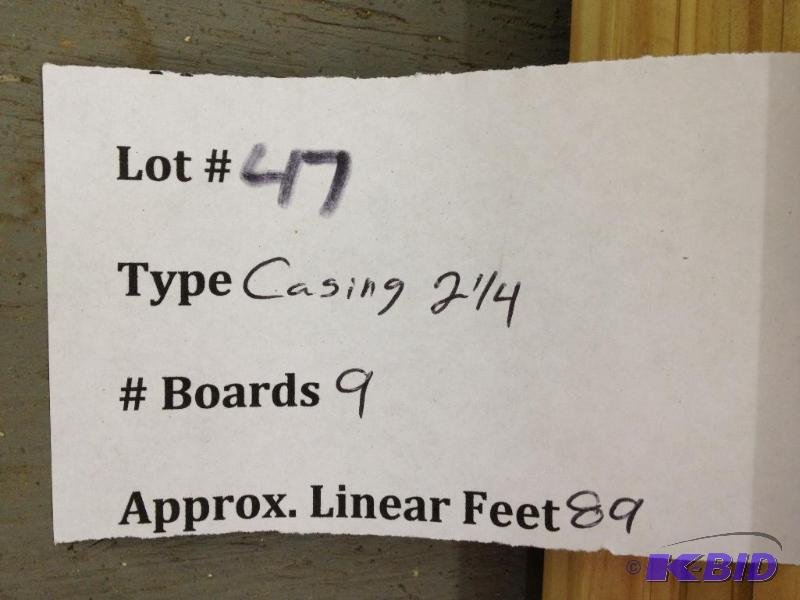 Lot # 47
Type Casing 2 1/4
# Boards 9
Approx. Linear Feet 89
© K-BID